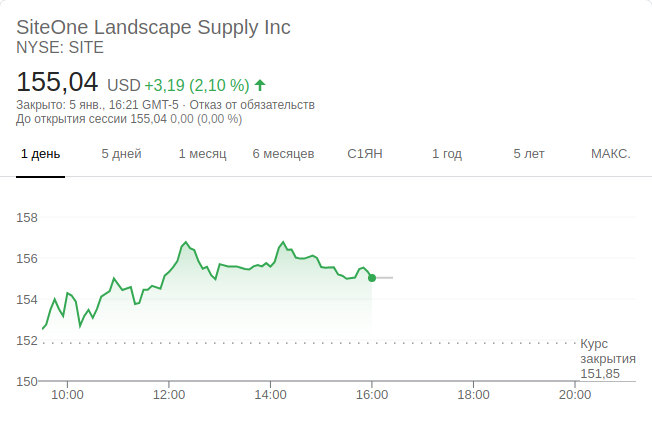 SiteOne Landscape Supply Inc
NYSE: SITE
155,04 USD +3,19 (2,10 %)
Закрыто: 5 янв., 16:21 GMT-5 · Отказ от обязательств
До открытия сессии 155,04 0,00 (0,00 %)
1 день 5 дней 1 месяц 6 месяцев С1ЯН 1 год 5 лет МАКС.
158
156
154
152
Курс
закрытия
151,85
150
10:00 12:00 14:00 16:00 18:00 20:00